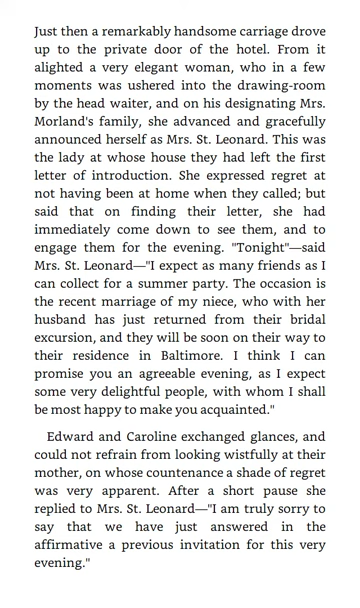 Just then a remarkably handsome carriage drove
up to the private door of the hotel. From it
alighted a very elegant woman, who in a few
moments was ushered into the drawing-room
by the head waiter, and on his designating Mrs.
Morland's family, she advanced and gracefully
announced herself as Mrs. St. Leonard. This was
the lady at whose house they had left the first
letter of introduction. She expressed regret at
not having been at home when they called; but
said that on finding their letter, she had
immediately come down to see them, and to
engage them for the evening. "Tonight"—said
Mrs. St. Leonard—"I expect as many friends as I
can collect for a summer party. The occasion is
the recent marriage of my niece, who with her
husband has just returned from their bridal
excursion, and they will be soon on their way to
their residence in Baltimore. I think I can
promise you an agreeable evening, as I expect
some very delightful people, with whom I shall
be most happy to make you acquainted."
Edward and Caroline exchanged glances, and
could not refrain from looking wistfully at their
mother, on whose countenance a shade of regret
was very apparent. After a short pause she
replied to Mrs. St. Leonard—"I am truly sorry to
say that we have just answered in the
affirmative a previous invitation for this very
evening."